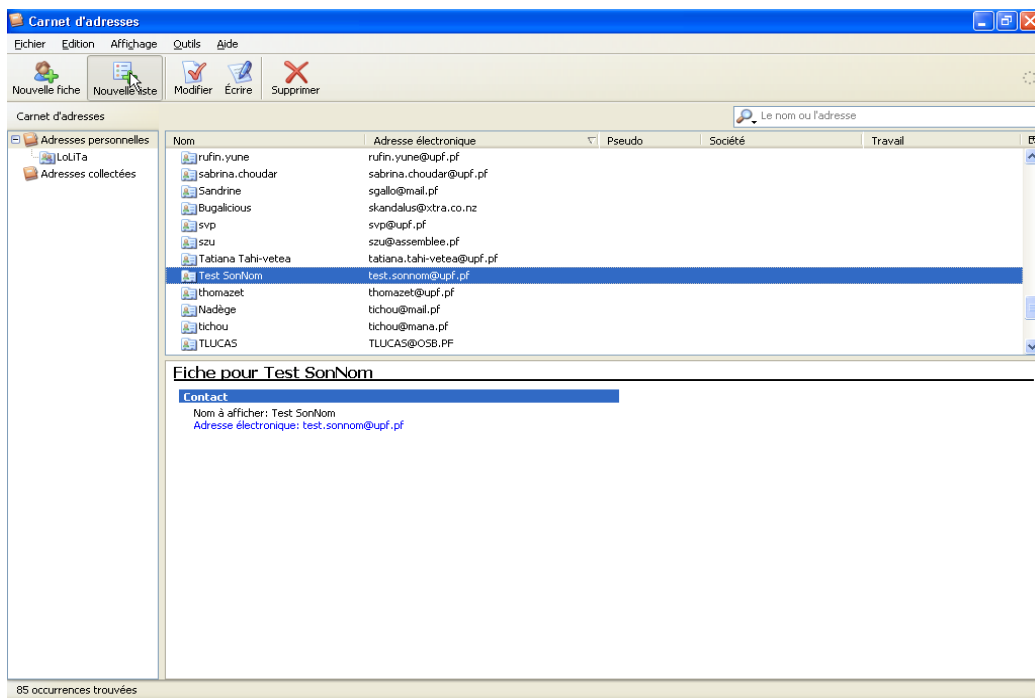 Carnet d'adresses
Fichier Edition Affichage Outils Aide
Nouvelle fiche Nouvelle liste Modifier Écrire Supprimer
Carnet d'adresses Le nom ou l'adresse
Adresses personnelles
LoLiTa
Adresses collectées
Nom Adresse électronique Pseudo Société Travail
rufin.yune rufin.yune@upf.pf
sabrina.choudar sabrina.choudar@upf.pf
Sandrine sgallo@mail.pf
Bugalicious skandalus@xtra.co.nz
svp svp@upf.pf
szu szu@assemblee.pf
Tatiana Tahi-vetea tatiana.tahi-vetea@upf.pf
Test SonNom test.sonnom@upf.pf
thomazet thomazet@upf.pf
Nadège tichou@mail.pf
tichou tichou@mana.pf
TLUCAS TLUCAS@OSB.PF
Fiche pour Test SonNom
Contact
Nom à afficher: Test SonNom
Adresse électronique: test.sonnom@upf.pf
85 occurrences trouvées